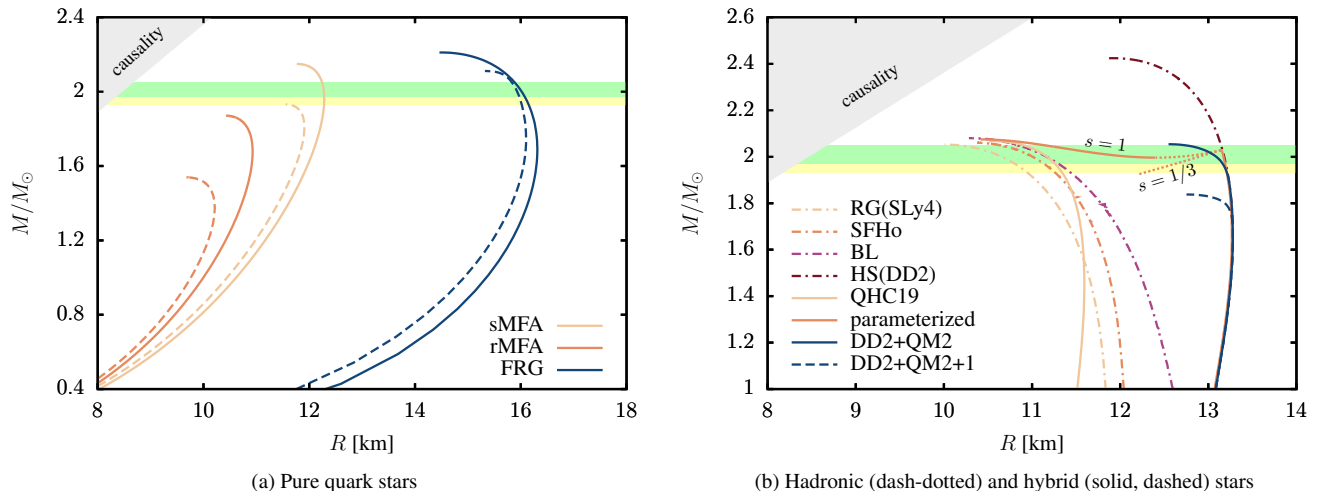 2.4
2
1.6
1.2
0.8
0.4
M/M⊙
causality
sMFA
rMFA
FRG
8 10 12 14 16 18
R [km]
(a) Pure quark stars
2.6
2.4
2.2
2
1.8
1.6
1.4
1.2
1
M/M⊙
causality
s = 1
s = 1/3
RG(SLy4)
SFHo
BL
HS(DD2)
QHC19
parameterized
DD2+QM2
DD2+QM2+1
8 9 10 11 12 13 14
R [km]
(b) Hadronic (dash-dotted) and hybrid (solid, dashed) stars